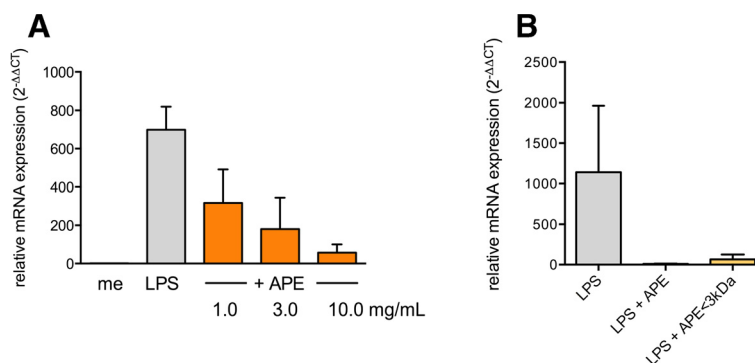 A
relative mRNA expression (2-ΔΔCT)
1000
800
600
400
200
0
me LPS + APE
1.0 3.0 10.0 mg/mL
B
relative mRNA expression (2-ΔΔCT)
2500
2000
1500
1000
500
0
LPS
LPS + APE
LPS + APE<3kDa